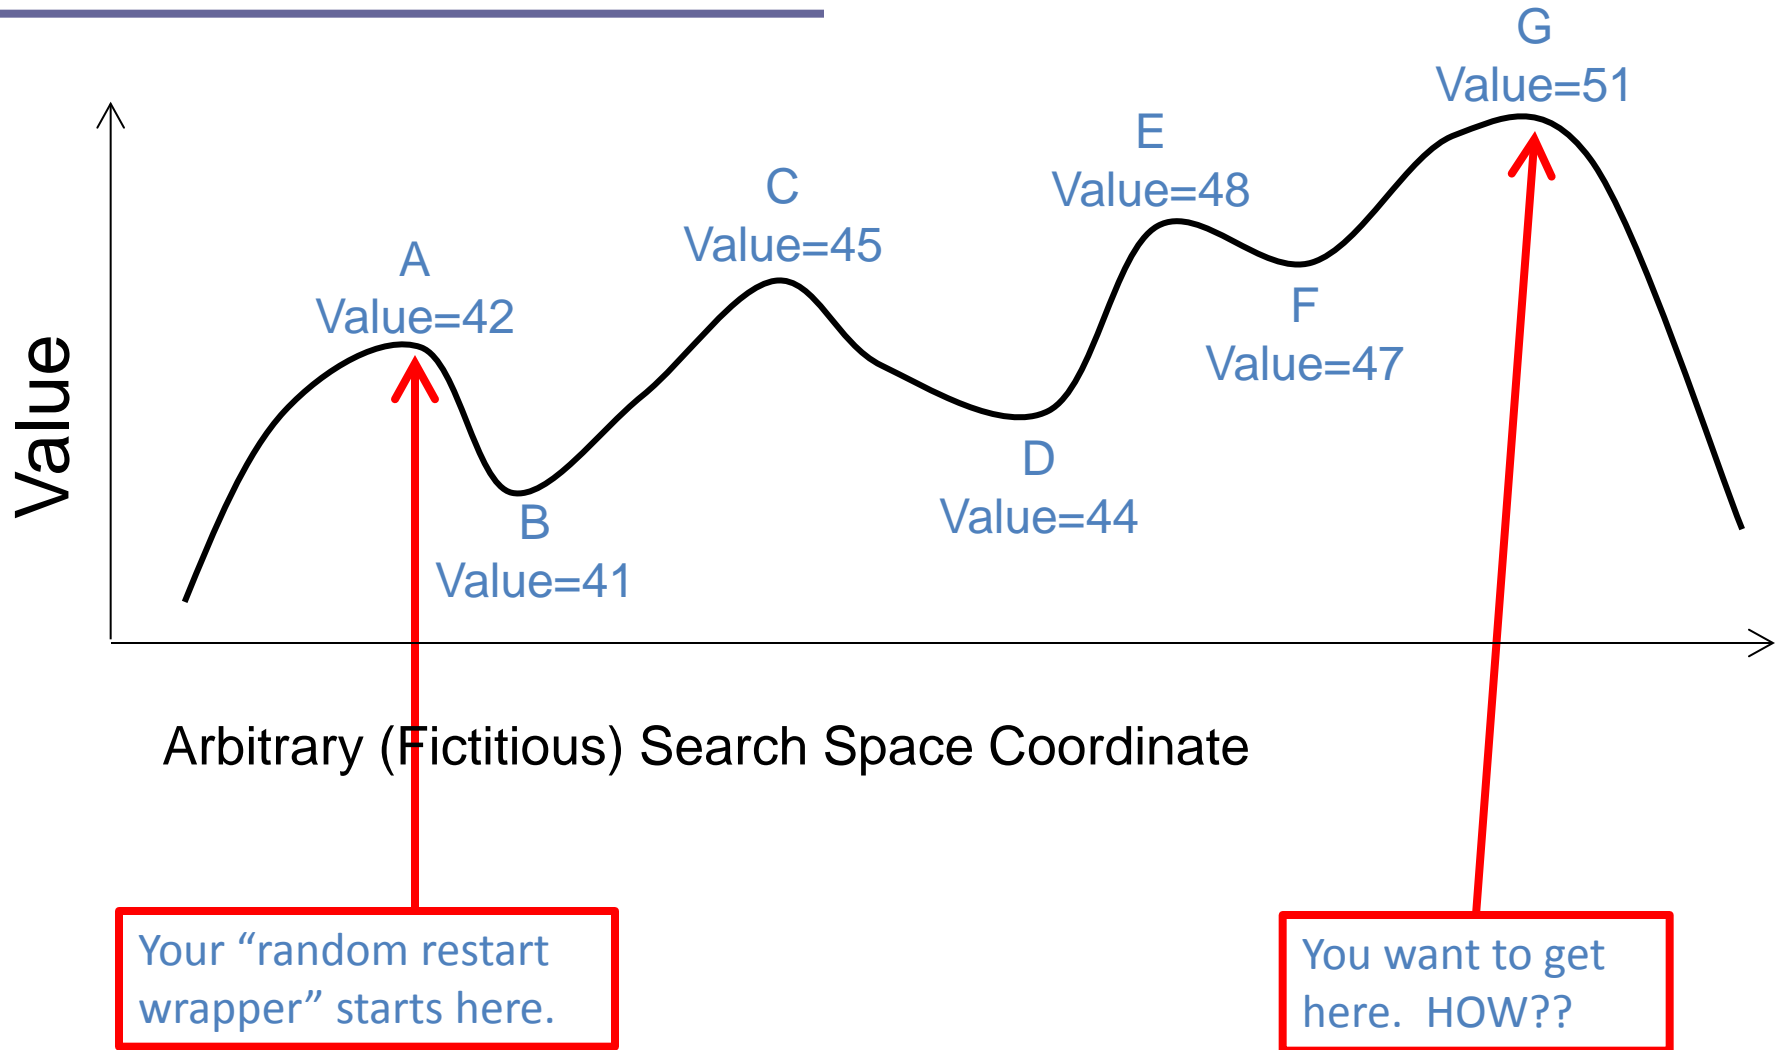 G
Value=51
E
Value=48
C
Value=45
A
Value=42
F
Value=47
D
Value=44
B
Value=41
Value
Arbitrary (Fictitious) Search Space Coordinate
Your “random restart
wrapper” starts here.
You want to get
here.  HOW??